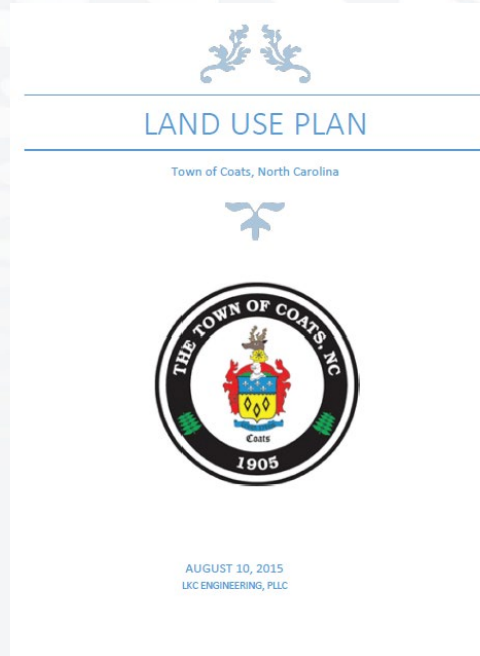 LAND USE PLAN
Town of Coats, North Carolina
THE TOWN OF COATS, NC
Coats
1905
AUGUST 10, 2015
LKC ENGINEERING, PLLC